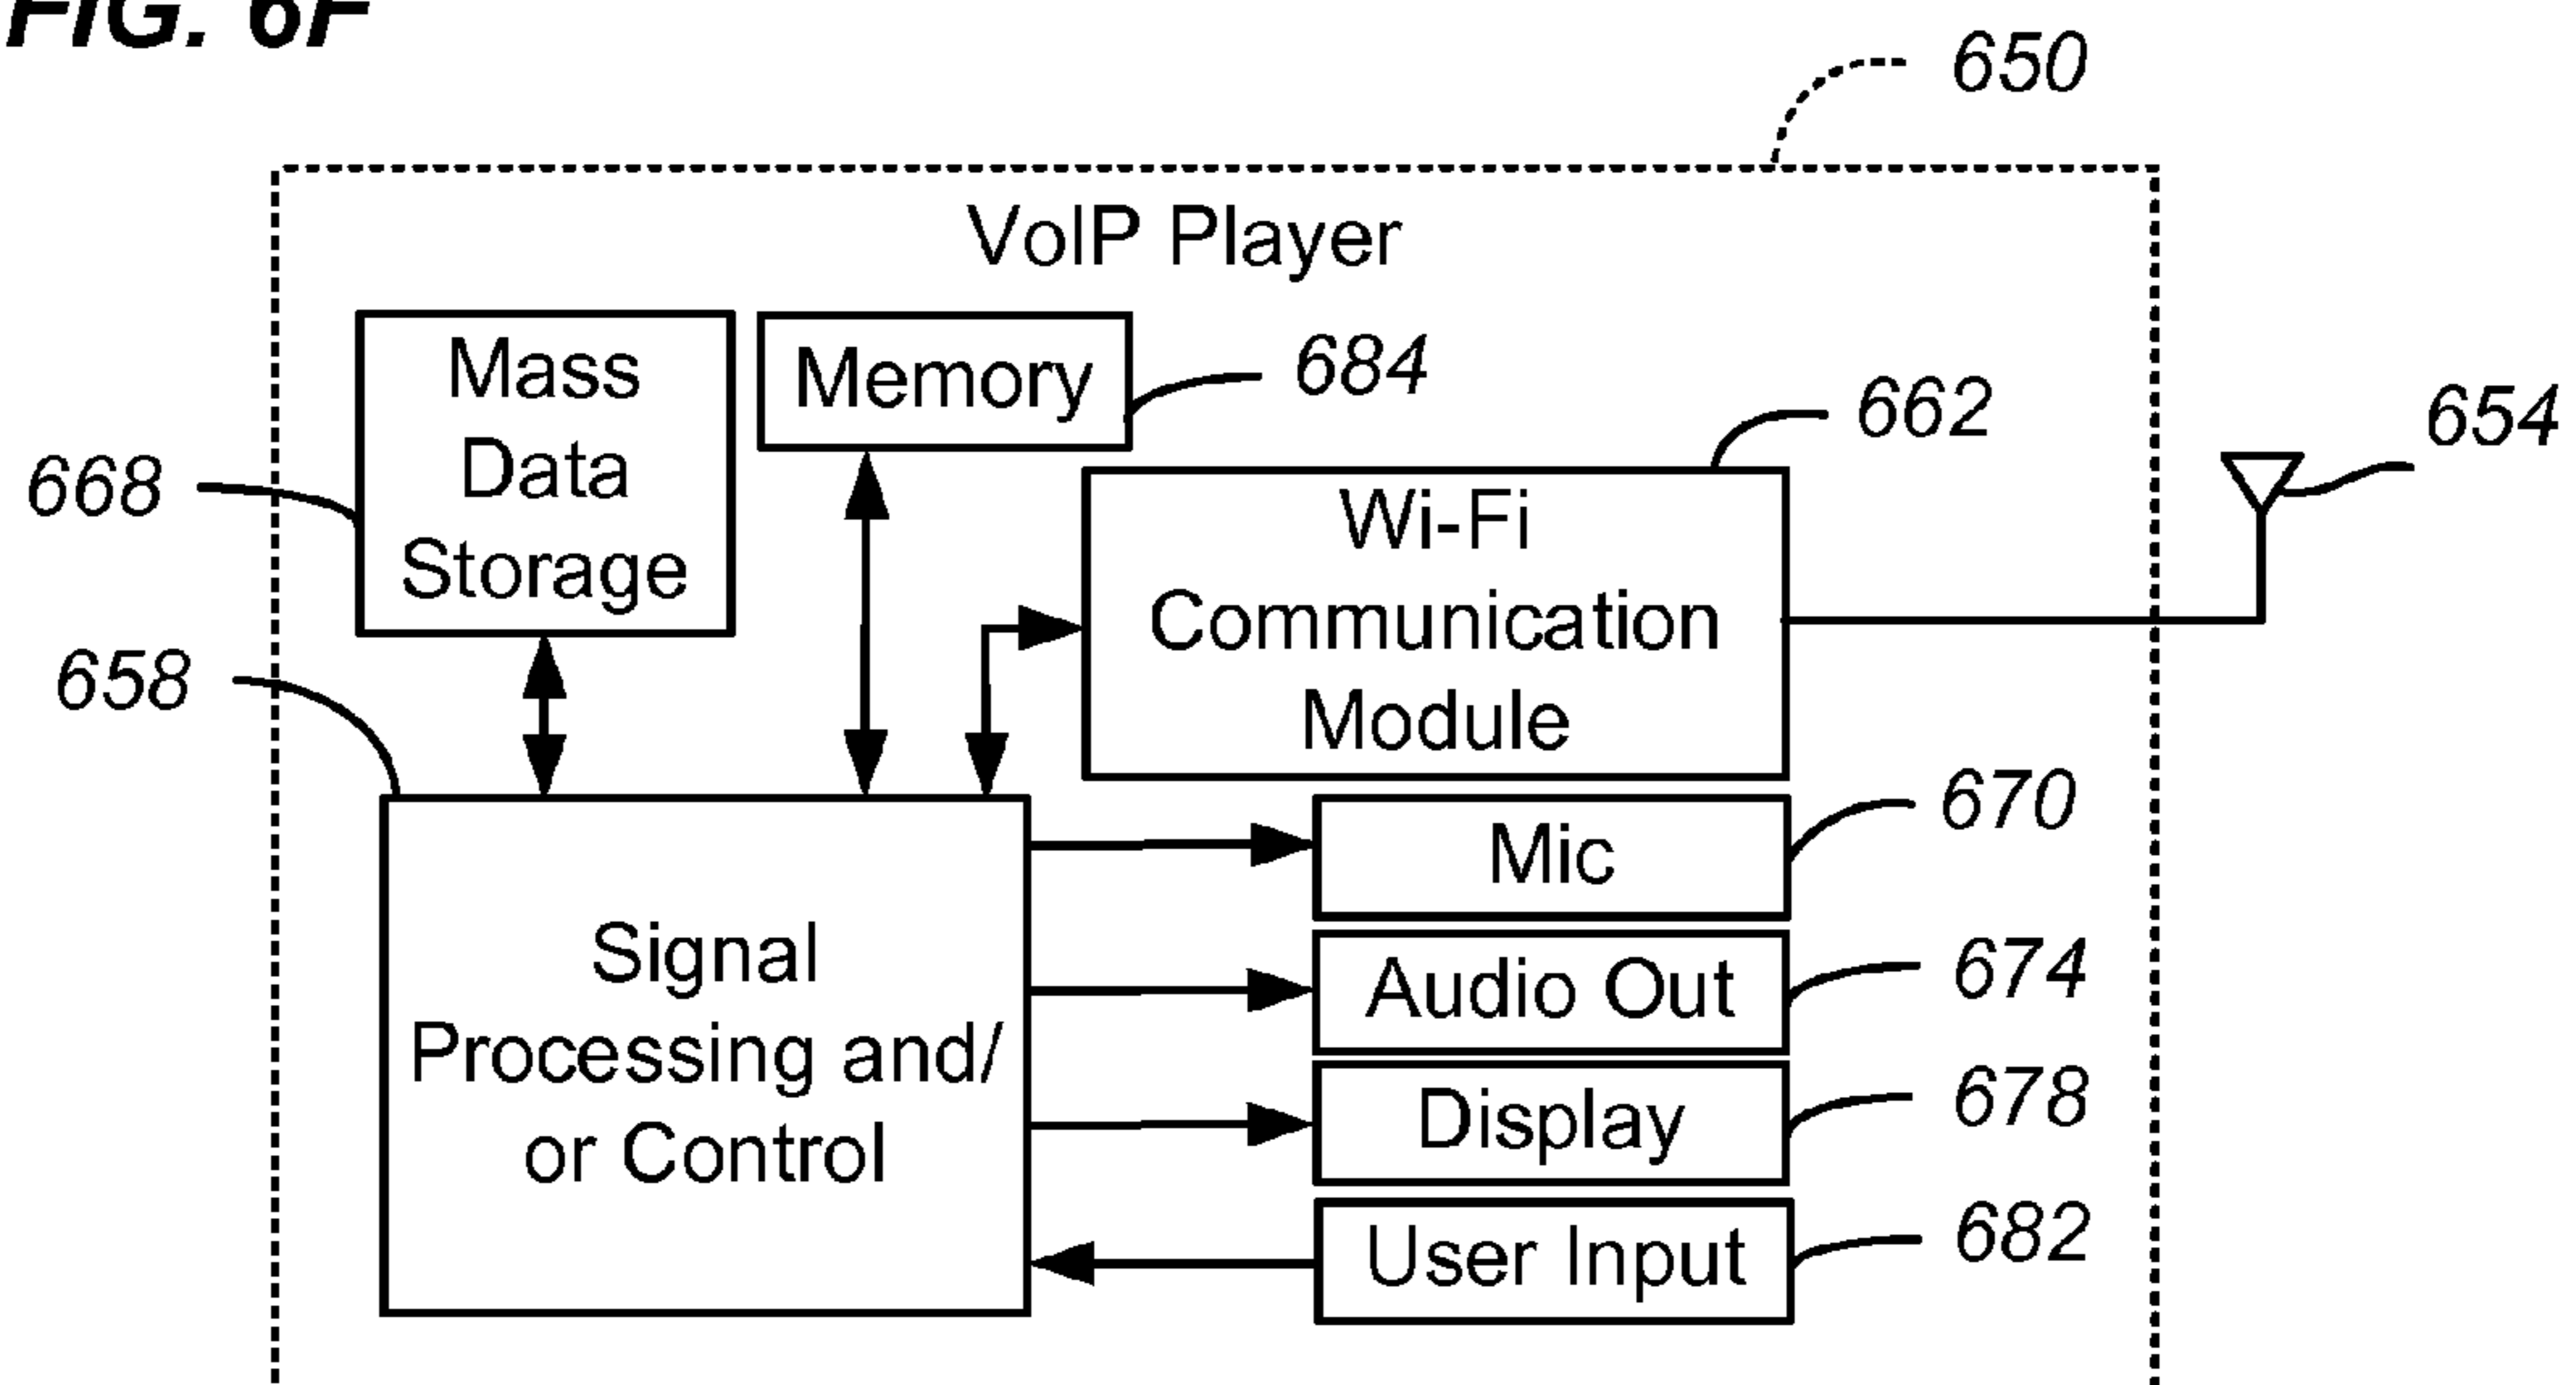 FIG. 6F
650
VoIP Player
Mass
Data
Storage
Memory
684
662
654
668
Wi-Fi
Communication
Module
658
Mic
670
Signal
Processing and/
or Control
Audio Out
674
Display
678
User Input
682